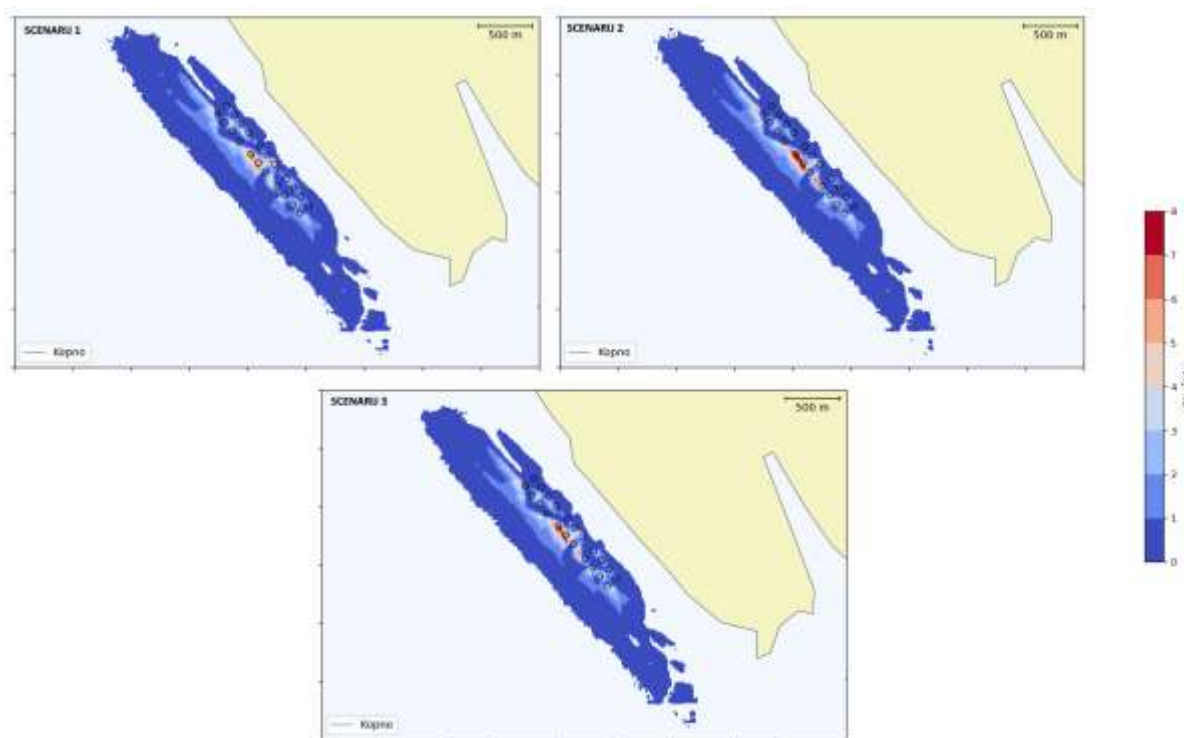 SCENARIJ 1
500 m
Kopno
SCENARIJ 2
500 m
Kopno
SCENARIJ 3
500 m
Kopno
8
7
6
5
4
3
2
1
0